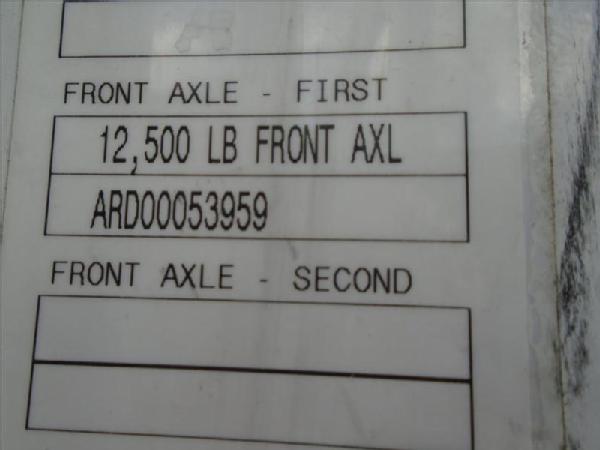 FRONT AXLE - FIRST
12,500 LB FRONT AXL
ARD00053959
FRONT AXLE - SECOND